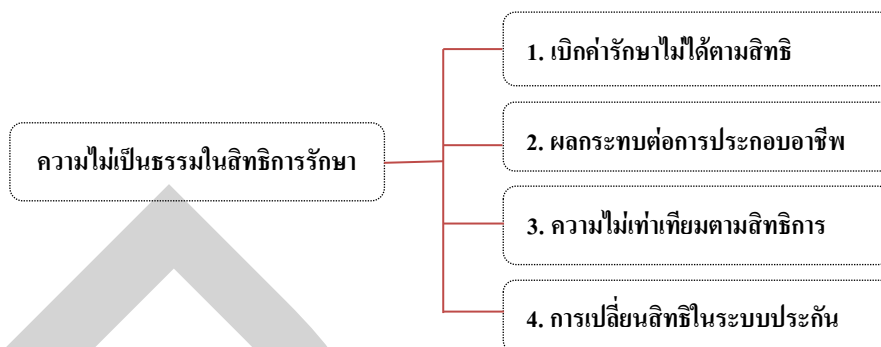 1. เบิกค่ารักษาไม่ได้ตามสิทธิ
2. ผลกระทบต่อการประกอบอาชีพ
ความไม่เป็นธรรมในสิทธิการรักษา
3. ความไม่เท่าเทียมตามสิทธิการ
4. การเปลี่ยนสิทธิในระบบประกัน